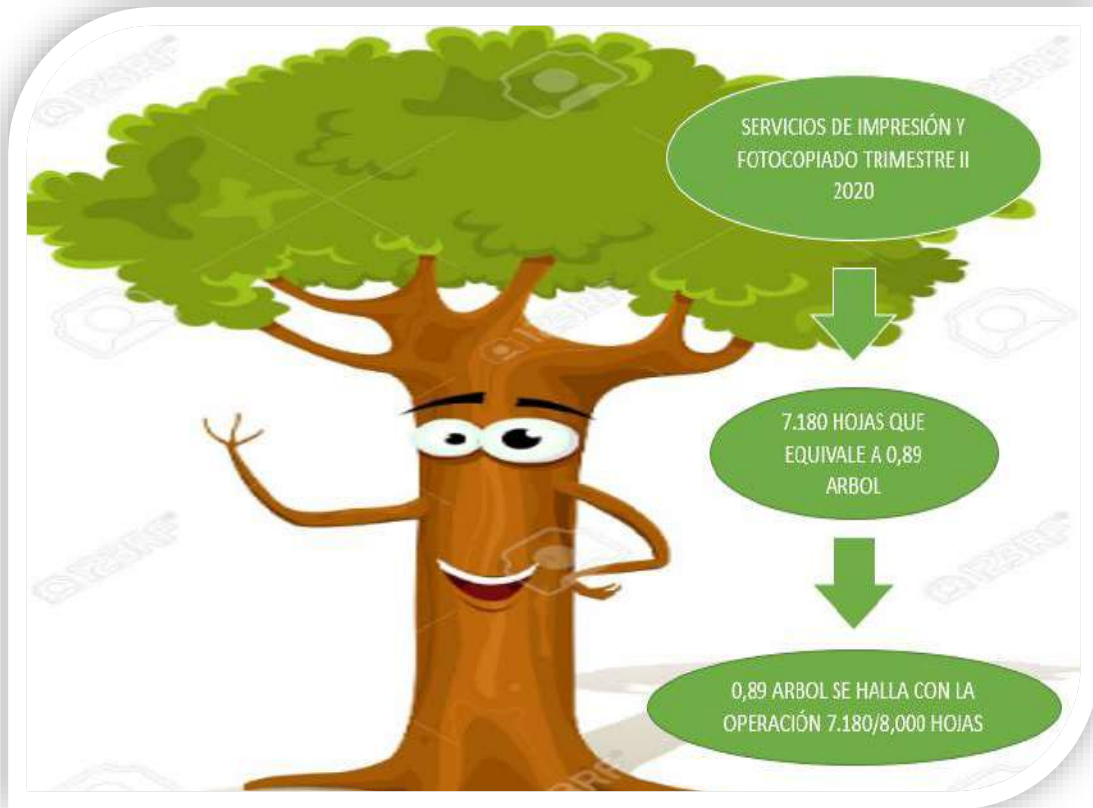 SERVICIOS DE IMPRESIÓN Y
FOTOCOPIADO TRIMESTRE II
2020
7.180 HOJAS QUE
EQUIVALE A 0,89
ARBOL
0,89 ARBOL SE HALLA CON LA
OPERACIÓN 7.180/8,000 HOJAS